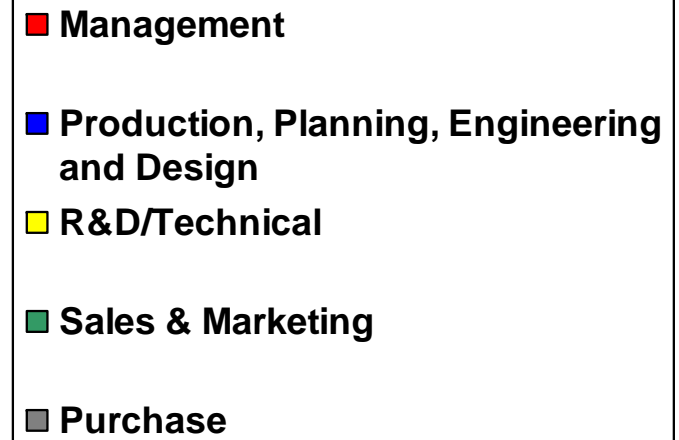 Management
Production, Planning, Engineering
and Design
R&D/Technical
Sales & Marketing
Purchase